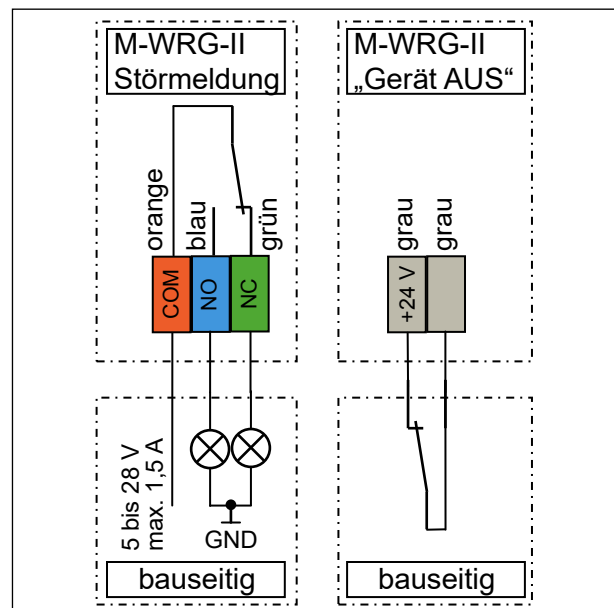 M-WRG-II
Störmeldung
M-WRG-II
„Gerät AUS“
orange
blau
grün
grau
grau
COM
NO
NC
+24 V
5 bis 28 V
max. 1,5 A
GND
bauseitig
bauseitig